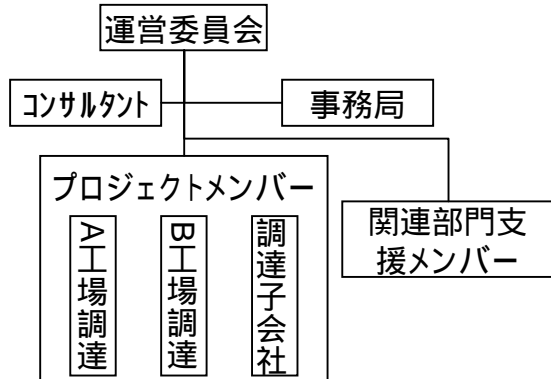 運営委員会
コンサルタント
事務局
プロジェクトメンバー
A工場調達
B工場調達
調達子会社
関連部門支
援メンバー